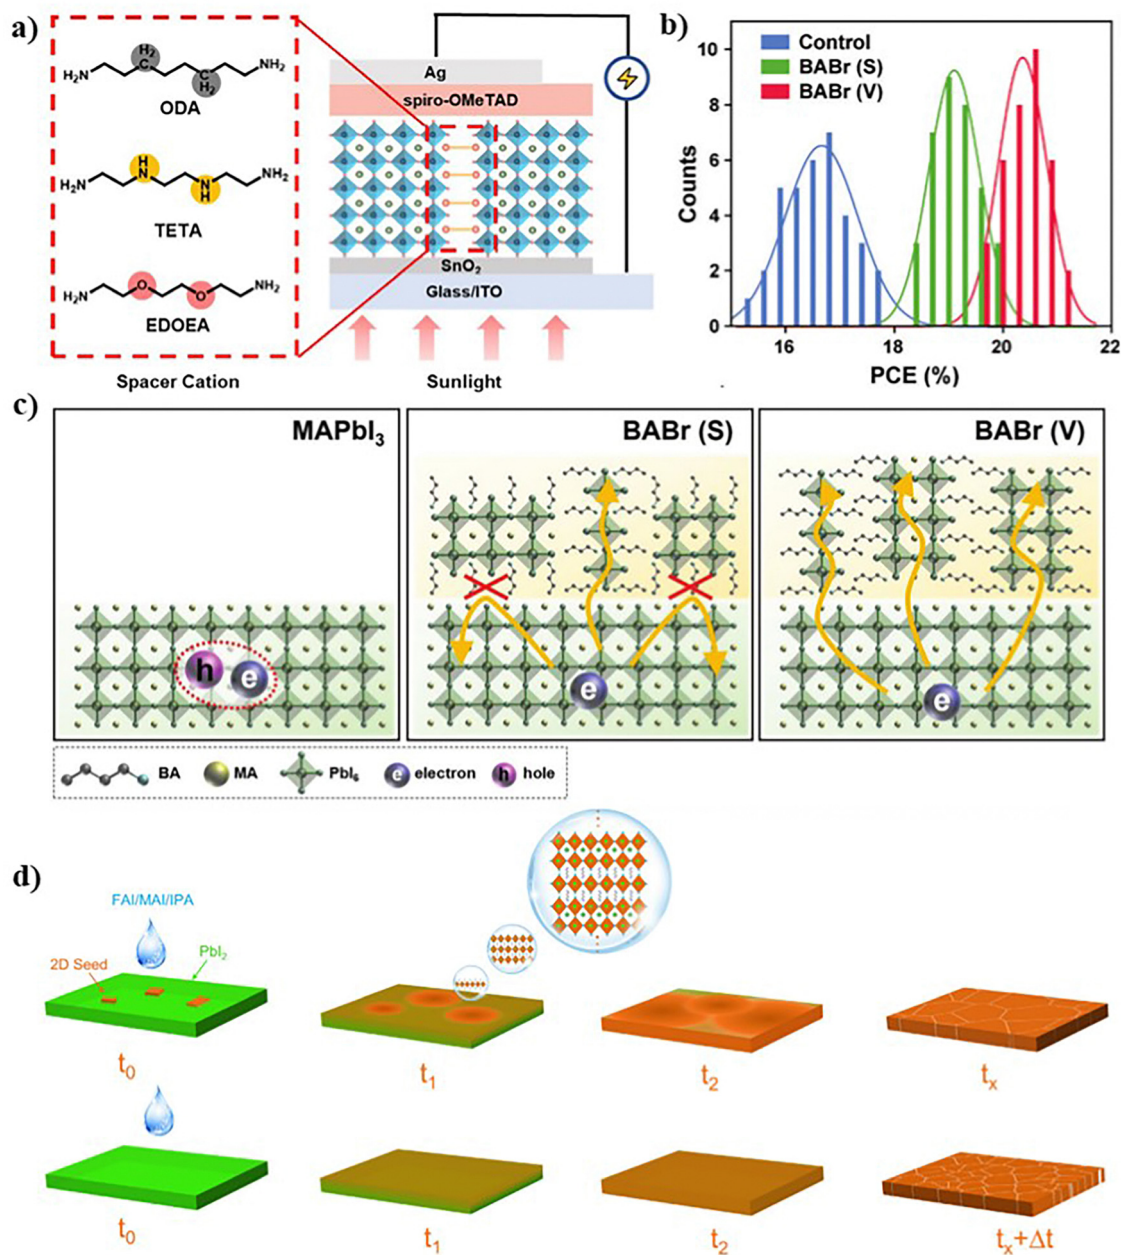 a)
H₂
H₂N
NH₂
H₂
ODA
H
N
H₂N
NH₂
N
H
TETA
H₂N
O
O
NH₂
EDOEA
Spacer Cation
Ag
spiro-OMeTAD
SnO₂
Glass/ITO
Sunlight
b)
Control
BABr (S)
BABr (V)
10
8
6
4
2
0
Counts
16
18
20
22
PCE (%)
c)
MAPbI₃
h
e
BABr (S)
e
BABr (V)
e
BA
MA
PbI₆
e
electron
h
hole
d)
FAI/MAI/IPA
2D Seed
PbI₂
t₀
t₁
t₂
tₓ
t₀
t₁
t₂
tₓ+Δt